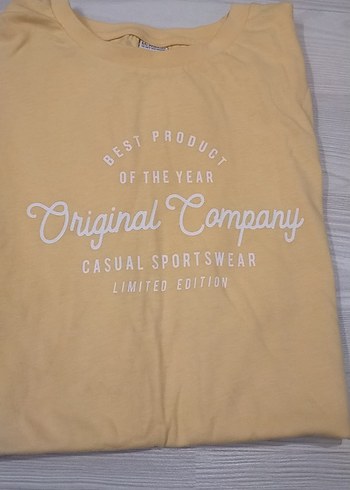 BEST PRODUCT
OF THE YEAR
Original Company
CASUAL SPORTSWEAR
LIMITED EDITION